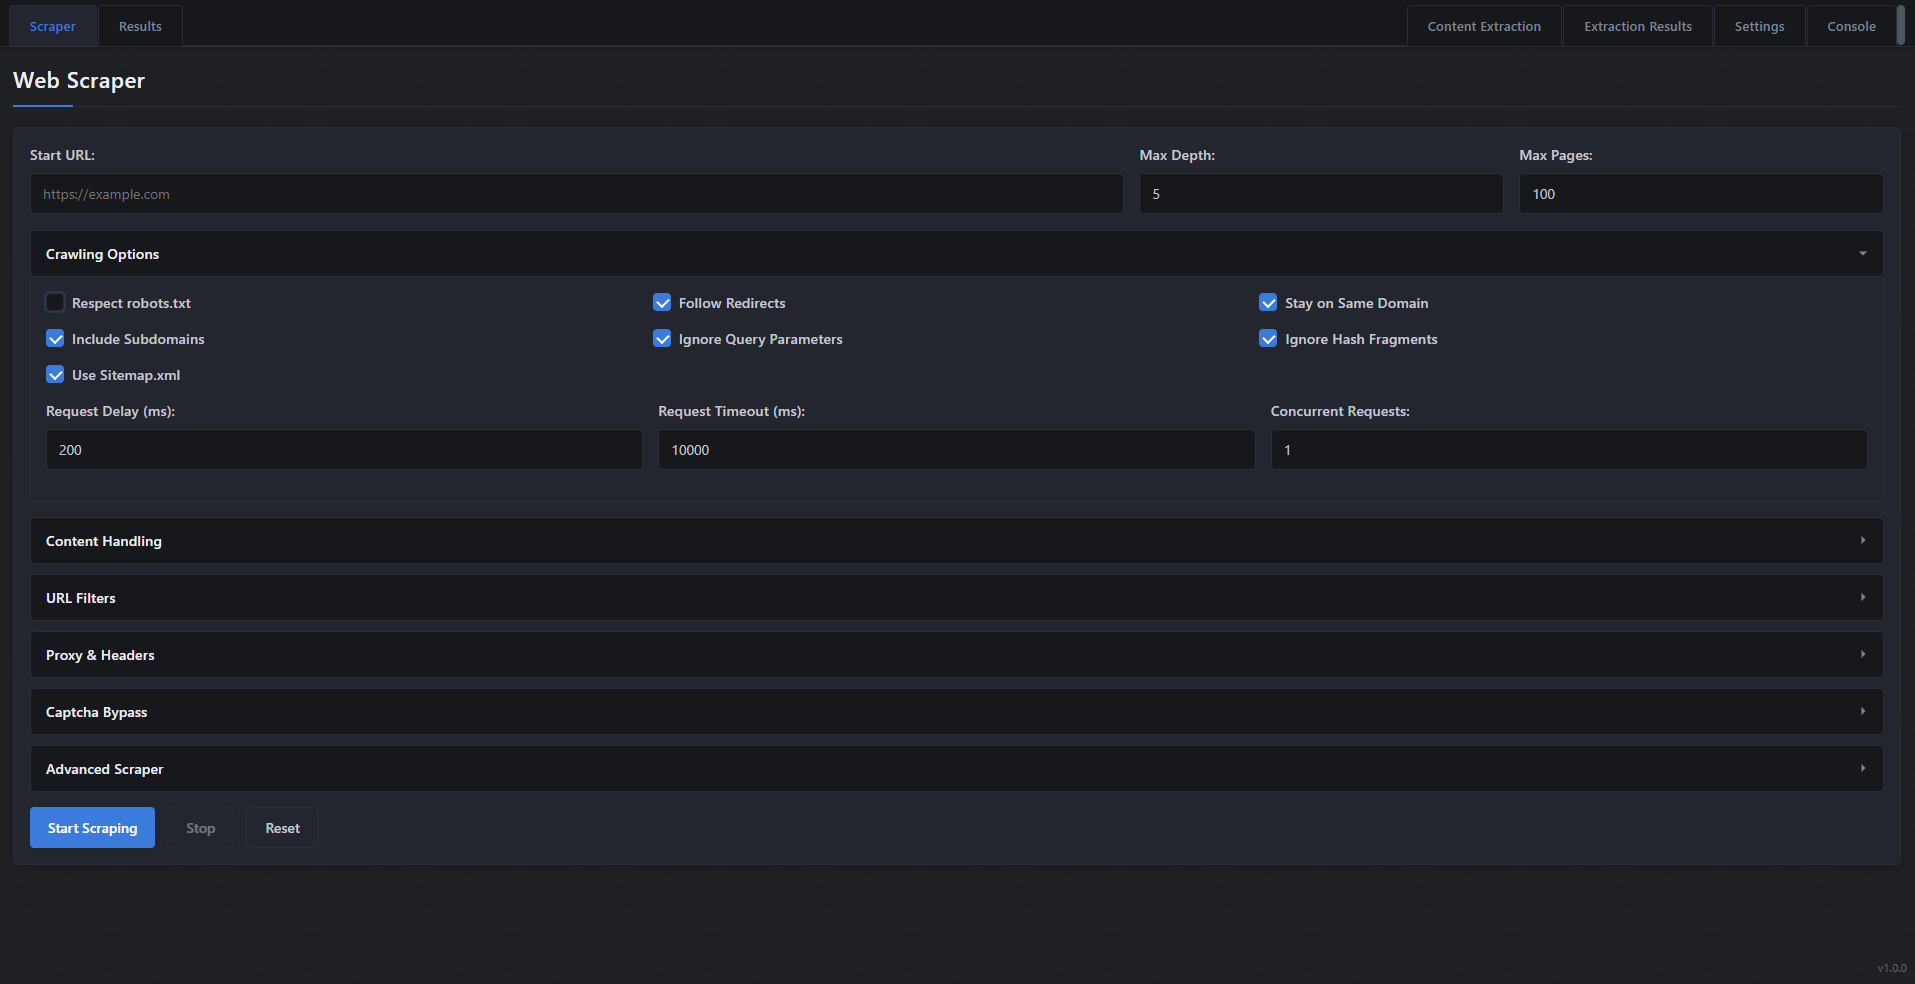 Scraper
Results
Content Extraction
Extraction Results
Settings
Console
Web Scraper
Start URL:
Max Depth:
Max Pages:
https://example.com
5
100
Crawling Options
Respect robots.txt
Follow Redirects
Stay on Same Domain
Include Subdomains
Ignore Query Parameters
Ignore Hash Fragments
Use Sitemap.xml
Request Delay (ms):
Request Timeout (ms):
Concurrent Requests:
200
10000
1
Content Handling
URL Filters
Proxy & Headers
Captcha Bypass
Advanced Scraper
Start Scraping
Stop
Reset
v1.0.0